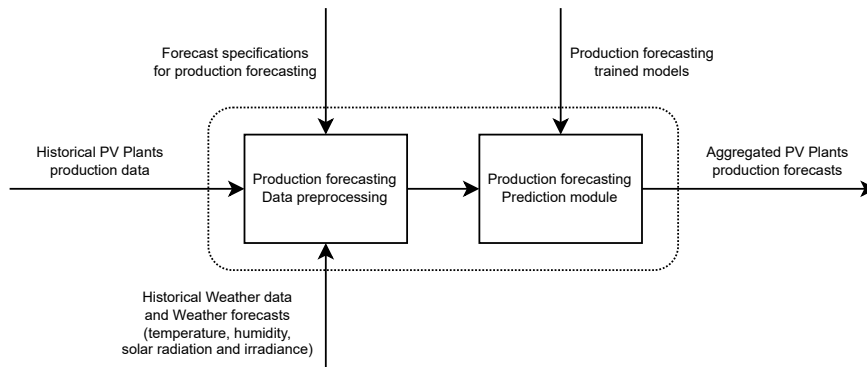 Forecast specifications
for production forecasting
Production forecasting
trained models
Historical PV Plants
production data
Production forecasting
Data preprocessing
Production forecasting
Prediction module
Aggregated PV Plants
production forecasts
Historical Weather data
and Weather forecasts
(temperature, humidity,
solar radiation and irradiance)